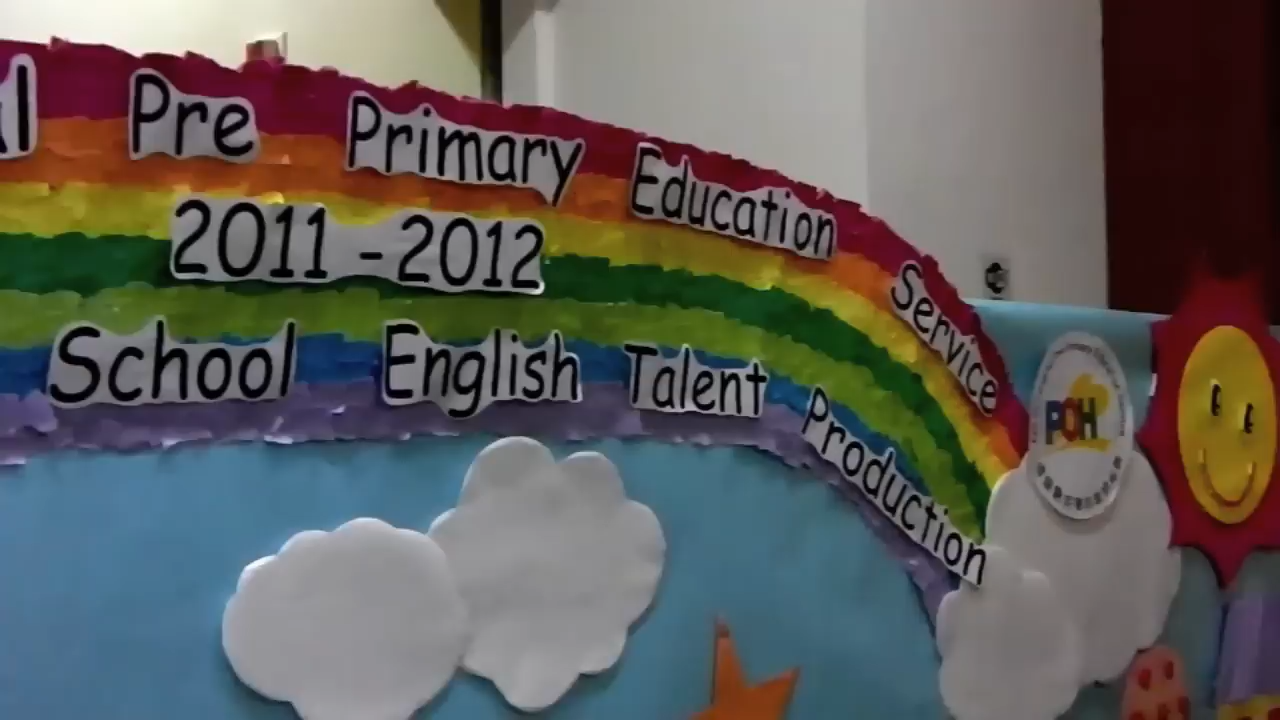 Pre Primary Education Service
2011 - 2012
School English Talent Production
POH